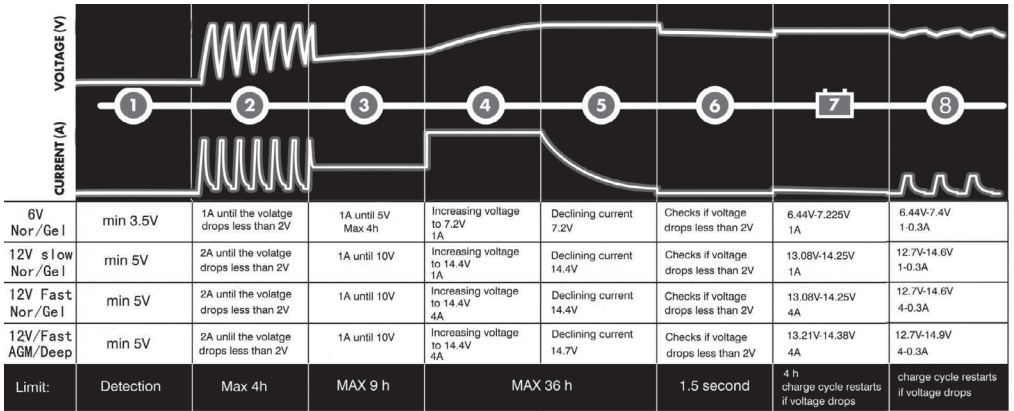 VOLTAGE (V)
1 2 3 4 5 6 7 8
CURRENT (A)
6V
Nor/Gel
min 3.5V
1A until the volatge
drops less than 2V
1A until 5V
Max 4h
Increasing voltage
to 7.2V
1A
Declining current
7.2V
Checks if voltage
drops less than 2V
6.44V-7.225V
1A
6.44V-7.4V
1-0.3A
12V slow
Nor/Gel
min 5V
2A until the volatge
drops less than 2V
1A until 10V
Increasing voltage
to 14.4V
1A
Declining current
14.4V
Checks if voltage
drops less than 2V
13.08V-14.25V
1A
12.7V-14.6V
1-0.3A
12V Fast
Nor/Gel
min 5V
2A until the volatge
drops less than 2V
1A until 10V
Increasing voltage
to 14.4V
4A
Declining current
14.4V
Checks if voltage
drops less than 2V
13.08V-14.25V
4A
12.7V-14.6V
4-0.3A
12V/Fast
AGM/Deep
min 5V
2A until the volatge
drops less than 2V
1A until 10V
Increasing voltage
to 14.4V
4A
Declining current
14.7V
Checks if voltage
drops less than 2V
13.21V-14.38V
4A
12.7V-14.9V
4-0.3A
Limit:
Detection
Max 4h
MAX 9 h
MAX 36 h
1.5 second
4 h
charge cycle restarts
if voltage drops
charge cycle restarts
if voltage drops